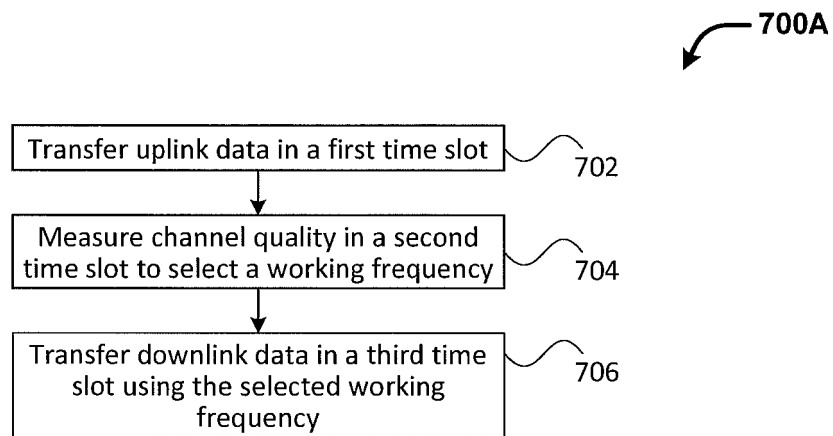 700A
Transfer uplink data in a first time slot
702
Measure channel quality in a second
time slot to select a working frequency
704
Transfer downlink data in a third time
slot using the selected working
frequency
706